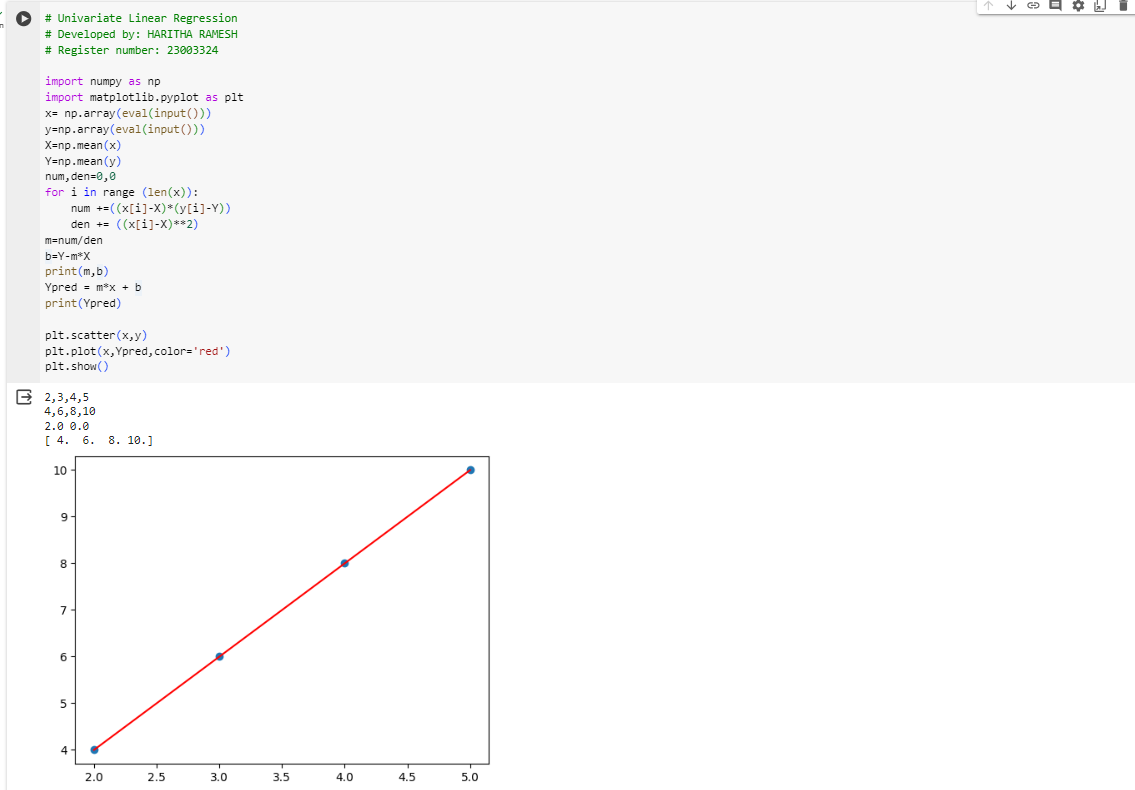 # Univariate Linear Regression
# Developed by: HARITHA RAMESH
# Register number: 23003324
import numpy as np
import matplotlib.pyplot as plt
x= np.array(eval(input()))
y=np.array(eval(input()))
X=np.mean(x)
Y=np.mean(y)
num,den=0,0
for i in range (len(x)):
    num +=((x[i]-X)*(y[i]-Y))
    den += ((x[i]-X)**2)
m=num/den
b=Y-m*X
print(m,b)
Ypred = m*x + b
print(Ypred)
plt.scatter(x,y)
plt.plot(x,Ypred,color='red')
plt.show()
2,3,4,5
4,6,8,10
2.0 0.0
[ 4.  6.  8. 10.]
10
9
8
7
6
5
4
2.0 2.5 3.0 3.5 4.0 4.5 5.0